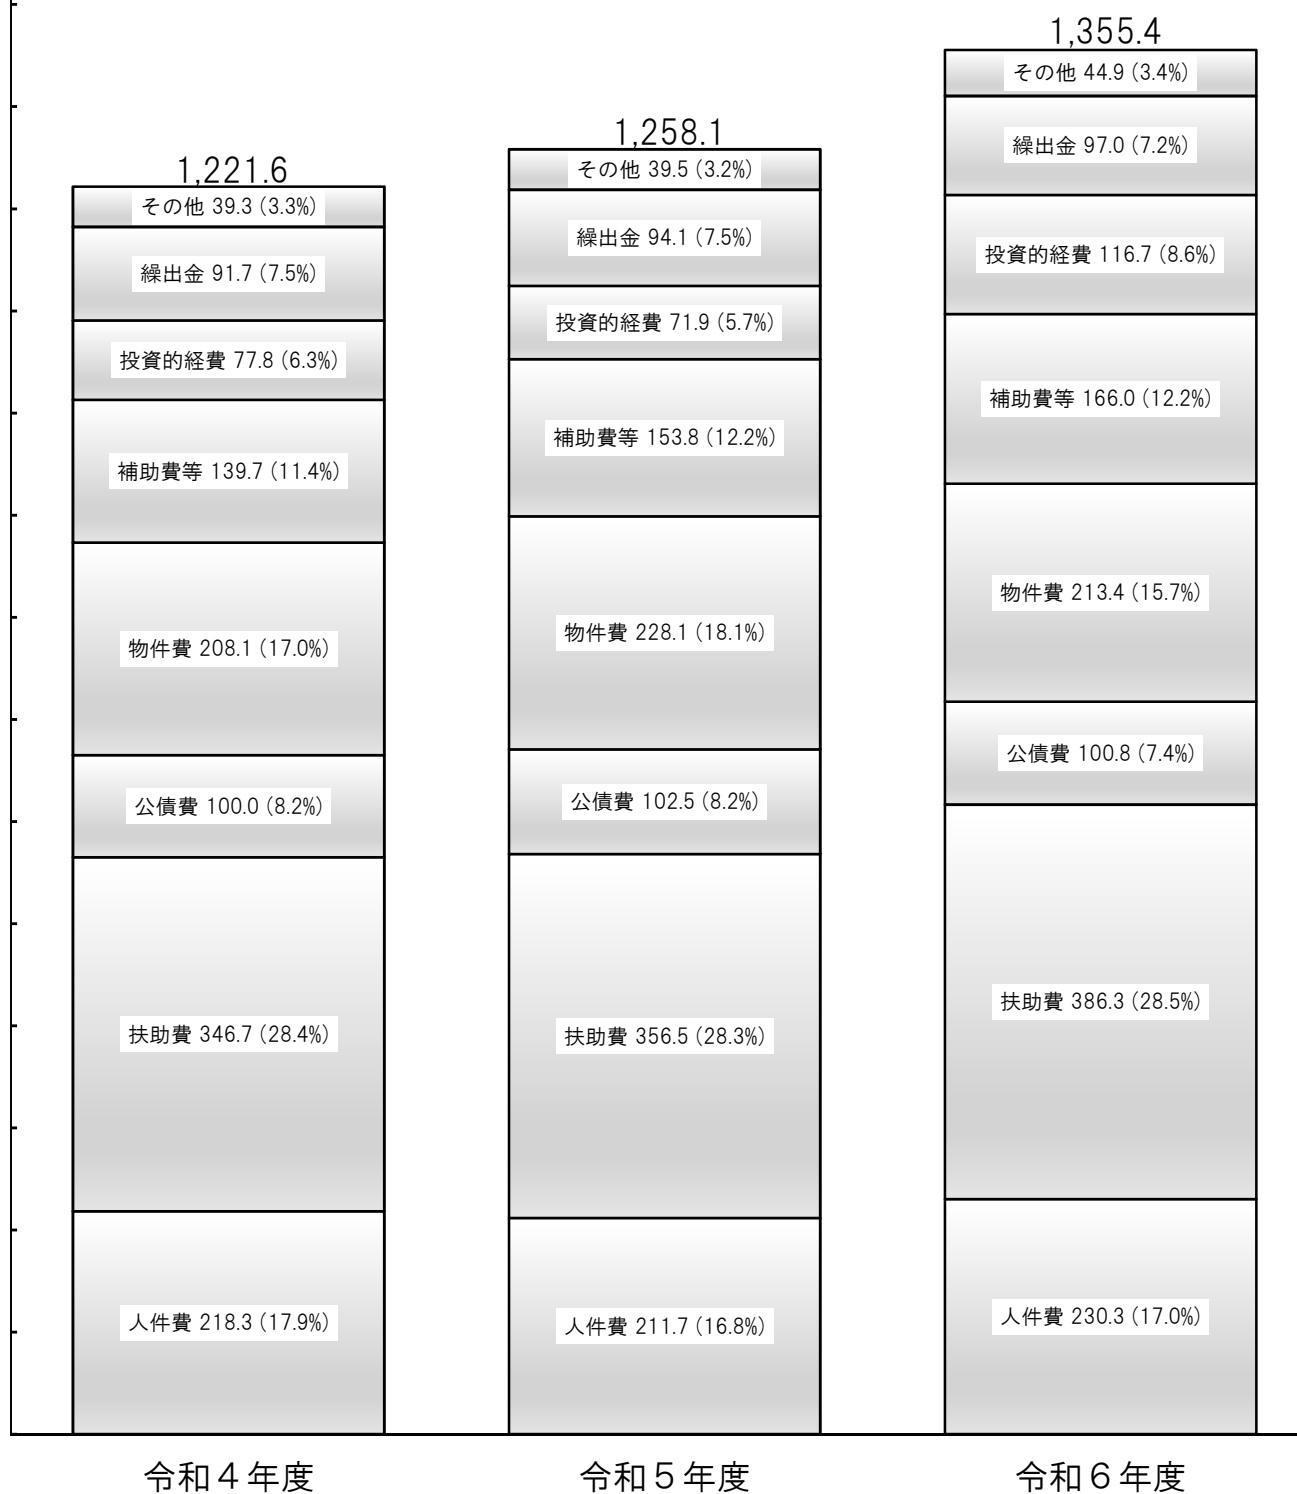 1,221.6
その他 39.3 (3.3%)
繰出金 91.7 (7.5%)
投資的経費 77.8 (6.3%)
補助費等 139.7 (11.4%)
物件費 208.1 (17.0%)
公債費 100.0 (8.2%)
扶助費 346.7 (28.4%)
人件費 218.3 (17.9%)
令和４年度
1,258.1
その他 39.5 (3.2%)
繰出金 94.1 (7.5%)
投資的経費 71.9 (5.7%)
補助費等 153.8 (12.2%)
物件費 228.1 (18.1%)
公債費 102.5 (8.2%)
扶助費 356.5 (28.3%)
人件費 211.7 (16.8%)
令和５年度
1,355.4
その他 44.9 (3.4%)
繰出金 97.0 (7.2%)
投資的経費 116.7 (8.6%)
補助費等 166.0 (12.2%)
物件費 213.4 (15.7%)
公債費 100.8 (7.4%)
扶助費 386.3 (28.5%)
人件費 230.3 (17.0%)
令和６年度